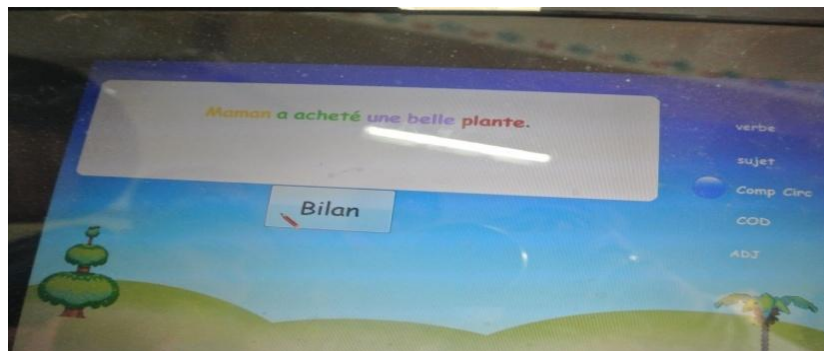 Maman a acheté une belle plante.
Bilan
verbe
sujet
Comp Circ
COD
ADJ